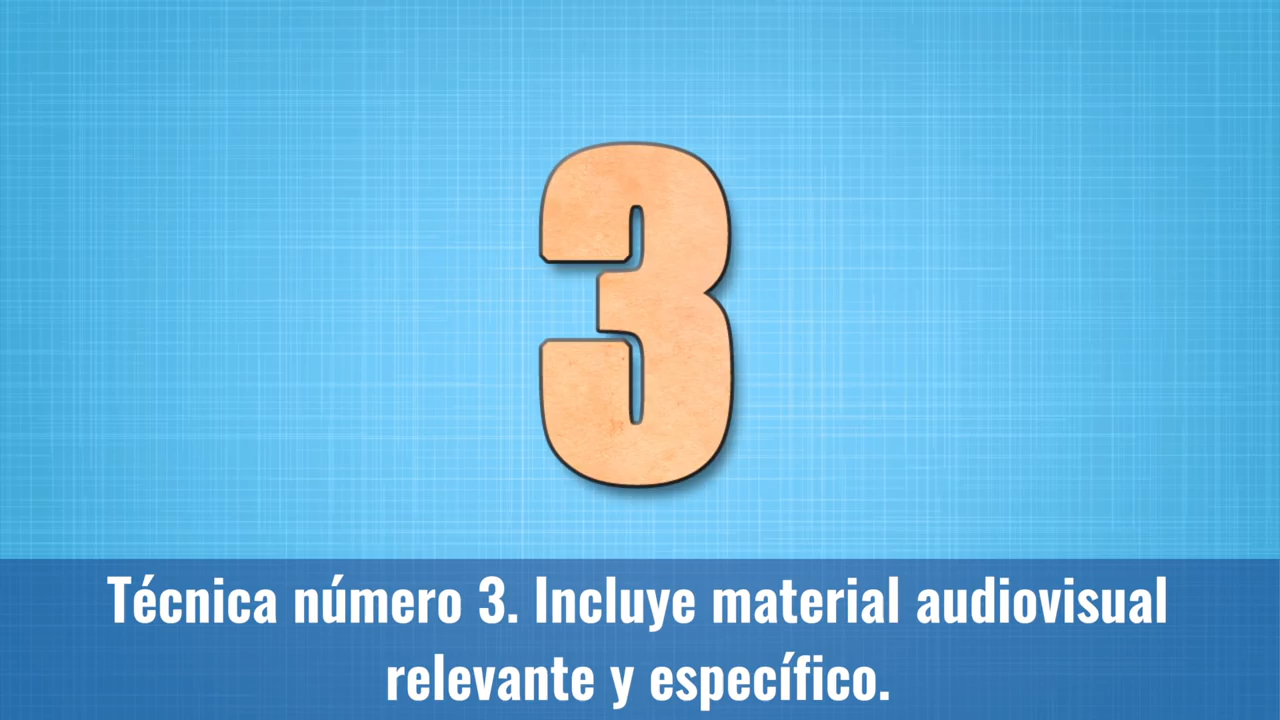 3
Técnica número 3. Incluye material audiovisual
relevante y específico.